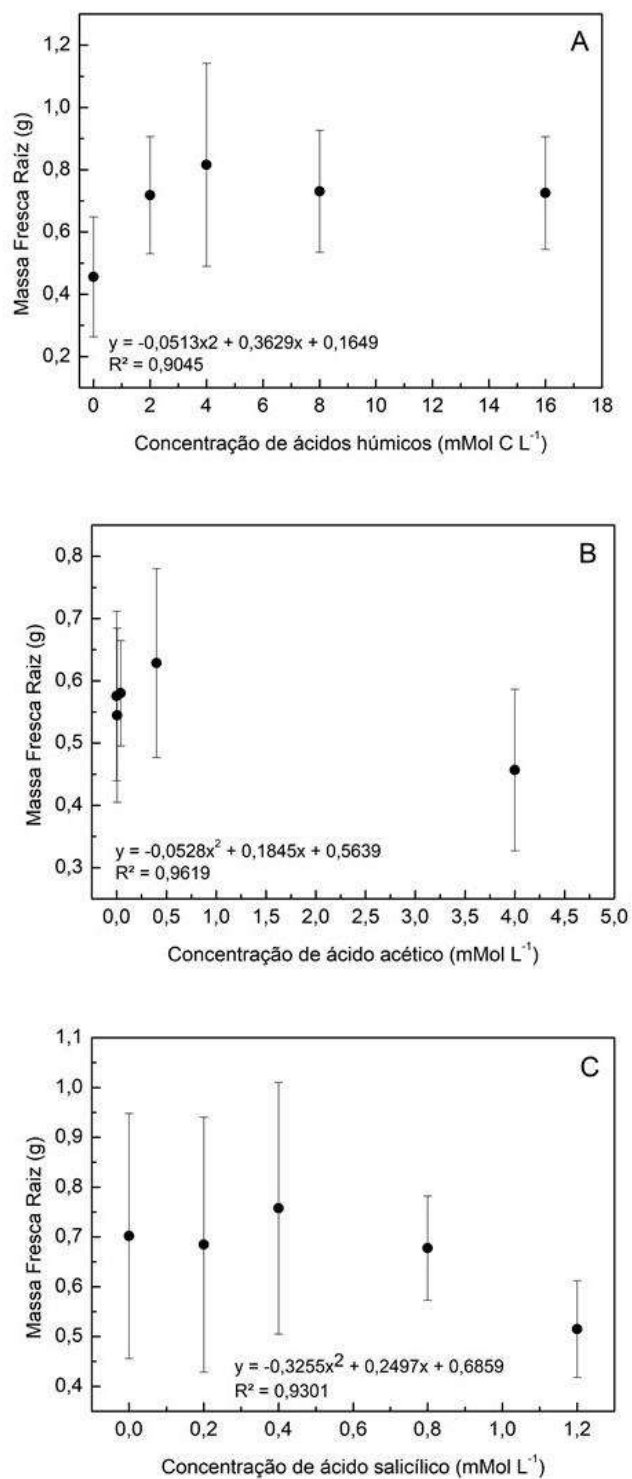 A
Massa Fresca Raíz (g)
1,2
1,0
0,8
0,6
0,4
0,2
y = -0,0513x2 + 0,3629x + 0,1649
R² = 0,9045
0 2 4 6 8 10 12 14 16 18
Concentração de ácidos húmicos (mMol C L⁻¹)
B
Massa Fresca Raiz (g)
0,8
0,7
0,6
0,5
0,4
0,3
y = -0,0528x² + 0,1845x + 0,5639
R² = 0,9619
0,0 0,5 1,0 1,5 2,0 2,5 3,0 3,5 4,0 4,5 5,0
Concentração de ácido acético (mMol L⁻¹)
C
Massa Fresca Raiz (g)
1,1
1,0
0,9
0,8
0,7
0,6
0,5
0,4
y = -0,3255x² + 0,2497x + 0,6859
R² = 0,9301
0,0 0,2 0,4 0,6 0,8 1,0 1,2
Concentração de ácido salicílico (mMol L⁻¹)